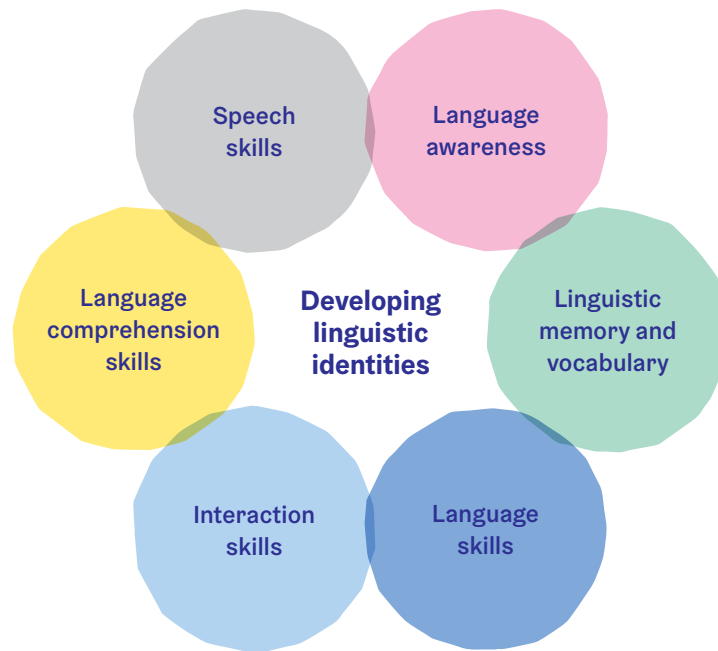 Speech
skills
Language
awareness
Language
comprehension
skills
Developing
linguistic
identities
Linguistic
memory and
vocabulary
Interaction
skills
Language
skills